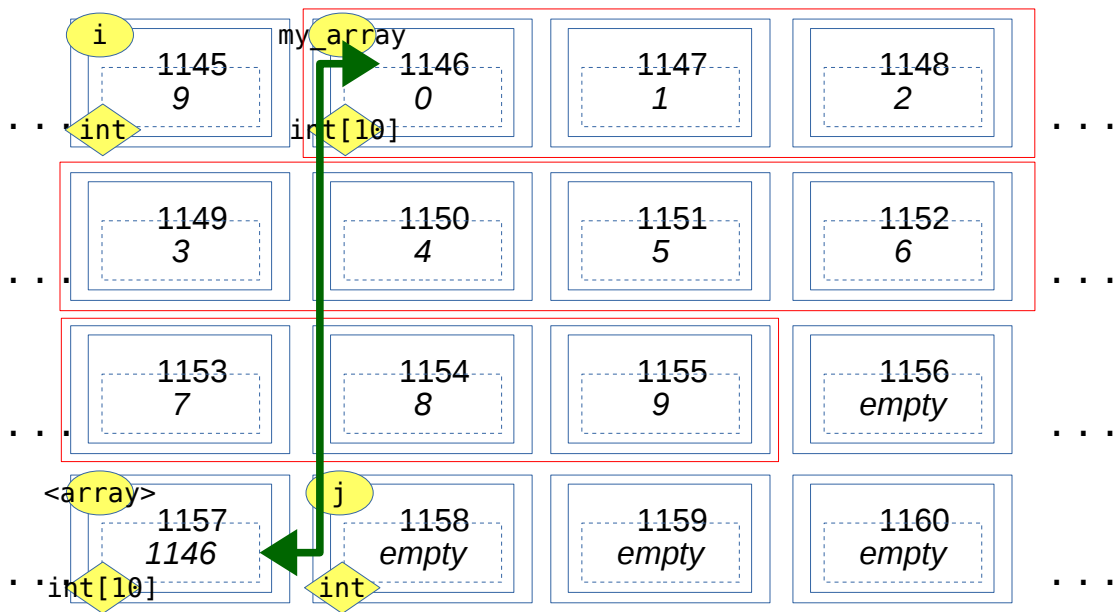 i my_array
1145 1146 1147 1148
9 0 1 2
... int int[10] ...
1149 1150 1151 1152
3 4 5 6
... ...
1153 1154 1155 1156
7 8 9 empty
... ...
<array> j
1157 1158 1159 1160
1146 empty empty empty
... int[10] int ...